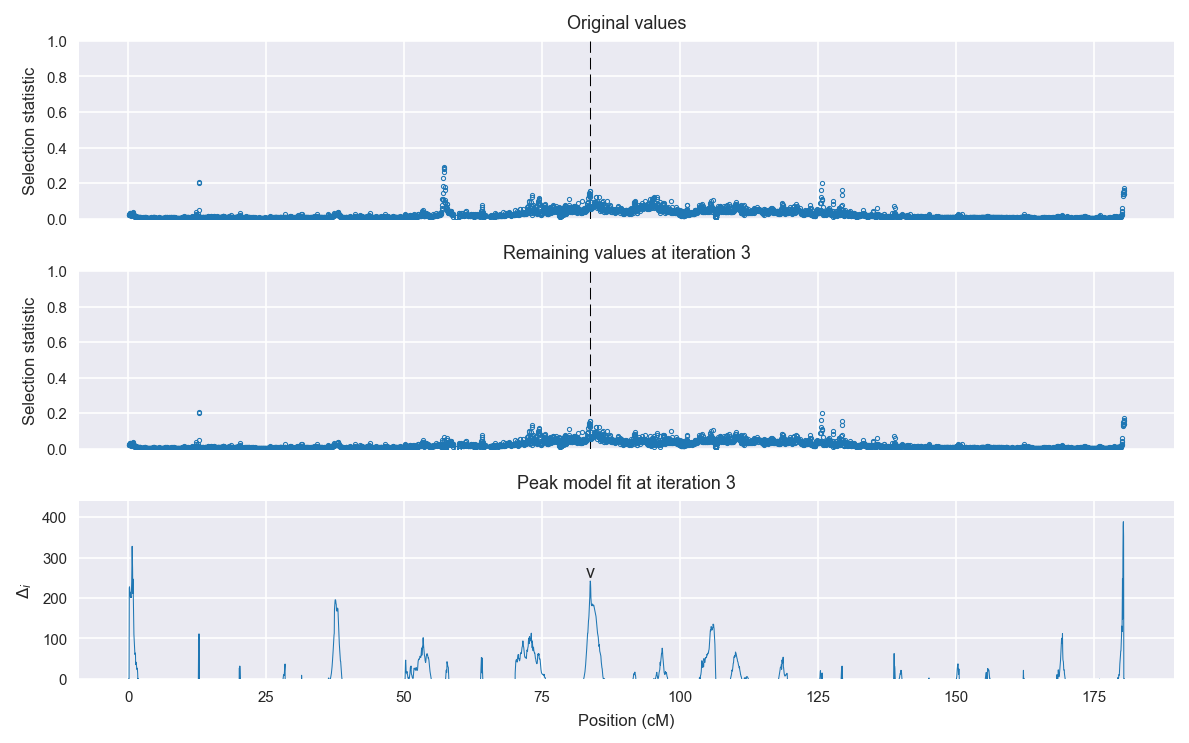 Original values
Selection statistic
1.0
0.8
0.6
0.4
0.2
0.0
Remaining values at iteration 3
Selection statistic
1.0
0.8
0.6
0.4
0.2
0.0
Peak model fit at iteration 3
Δi
400
300
200
100
0
v
0 25 50 75 100 125 150 175
Position (cM)